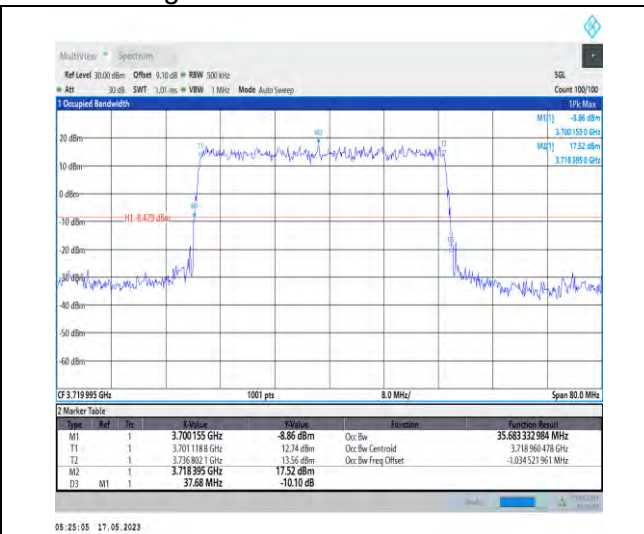 MultiView Spectrum
Ref Level 30.00 dBm Offset 9.10 dB RBW 500 kHz SGL
Att 30 dB SWT 1.01 ms VBW 1 MHz Mode Auto Sweep Count 100/100
1 Occupied Bandwidth 1Pk Max
M1[1] -8.86 dBm
3.700 155 0 GHz
M2[1] 17.52 dBm
3.718 395 0 GHz
20 dBm
M2
T1
T2
10 dBm
0 dBm
M1
H1 -8.479 dBm
-10 dBm
-20 dBm
-30 dBm
-40 dBm
-50 dBm
-60 dBm
CF 3.719 995 GHz 1001 pts 8.0 MHz/ Span 80.0 MHz
2 Marker Table
Type Ref Trc X-Value Y-Value Function Function Result
M1 1 3.700 155 GHz -8.86 dBm Occ Bw 35.683 332 984 MHz
T1 1 3.701 118 8 GHz 12.74 dBm Occ Bw Centroid 3.718 960 478 GHz
T2 1 3.736 802 1 GHz 13.56 dBm Occ Bw Freq Offset -1.034 521 961 MHz
M2 1 3.718 395 GHz 17.52 dBm
D3 M1 1 37.68 MHz -10.10 dB
05:25:05 17.05.2023